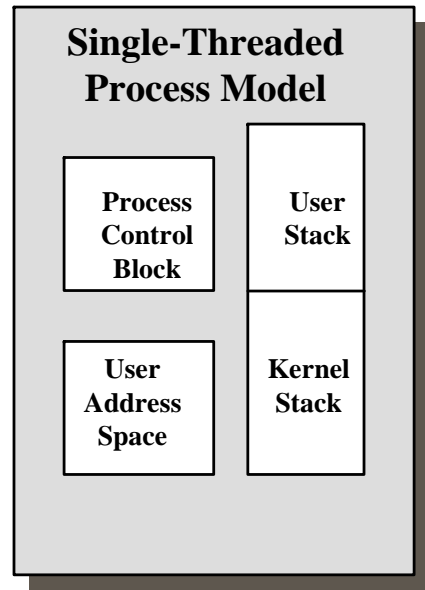 Single-Threaded
Process Model
Process
Control
Block
User
Stack
User
Address
Space
Kernel
Stack